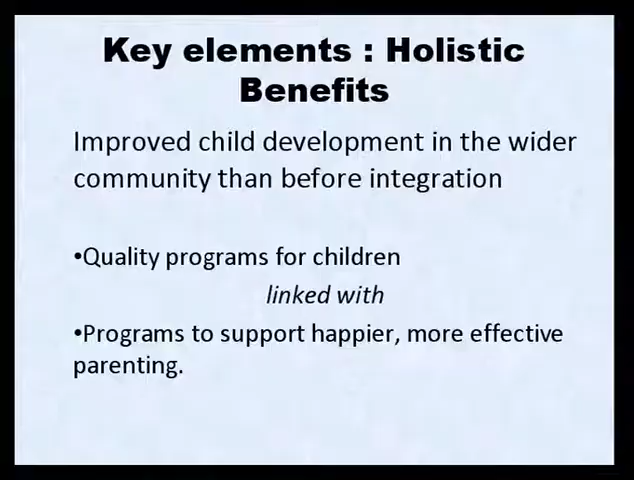 Key elements : Holistic
Benefits
Improved child development in the wider
community than before integration
•Quality programs for children
linked with
•Programs to support happier, more effective
parenting.